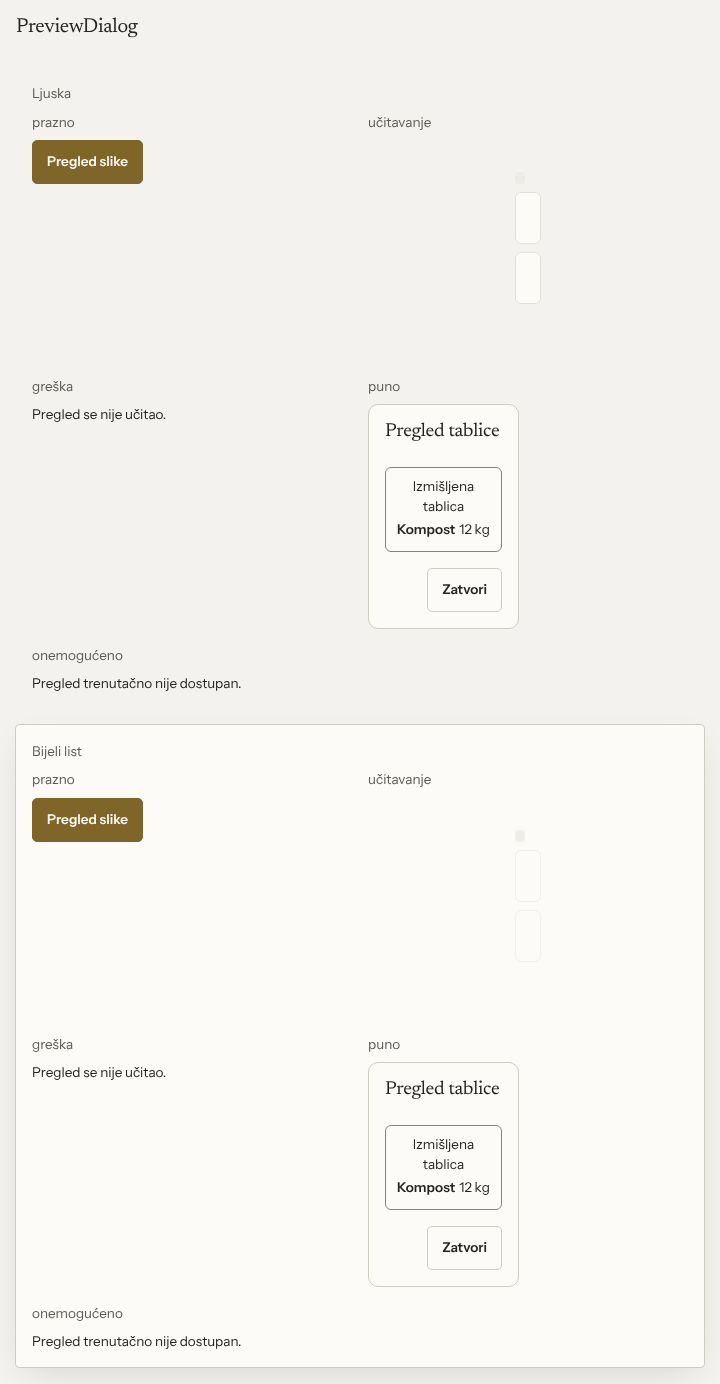 PreviewDialog
Ljuska
prazno
učitavanje
Pregled slike
greška
puno
Pregled se nije učitao.
Pregled tablice
Izmišljena
tablica
Kompost 12 kg
Zatvori
onemogućeno
Pregled trenutačno nije dostupan.
Bijeli list
prazno
učitavanje
Pregled slike
greška
puno
Pregled se nije učitao.
Pregled tablice
Izmišljena
tablica
Kompost 12 kg
Zatvori
onemogućeno
Pregled trenutačno nije dostupan.